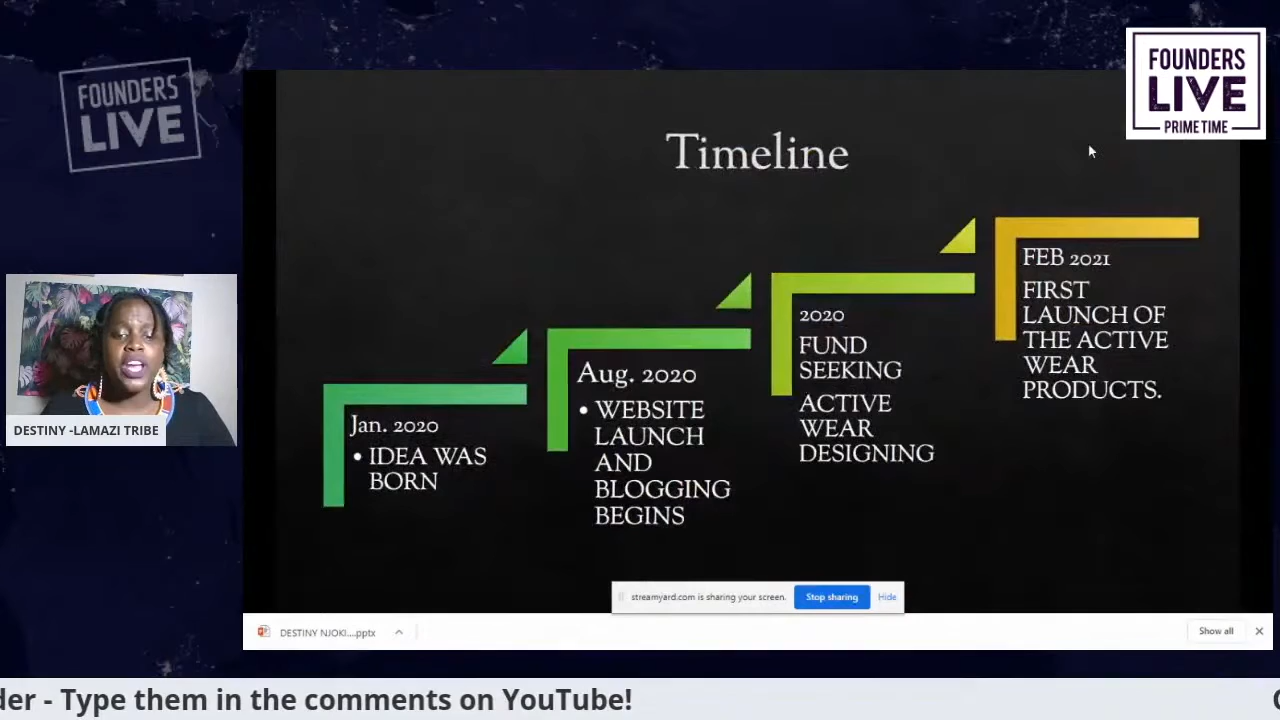 FOUNDERS
LIVE
FOUNDERS
LIVE
PRIME TIME
Timeline
Jan. 2020
• IDEA WAS
BORN
Aug. 2020
• WEBSITE
LAUNCH
AND
BLOGGING
BEGINS
2020
FUND
SEEKING
ACTIVE
WEAR
DESIGNING
FEB 2021
FIRST
LAUNCH OF
THE ACTIVE
WEAR
PRODUCTS.
DESTINY -LAMAZI TRIBE
streamyard.com is sharing your screen.
Stop sharing
Hide
DESTINY NJOKI....pptx
Show all
der - Type them in the comments on YouTube!